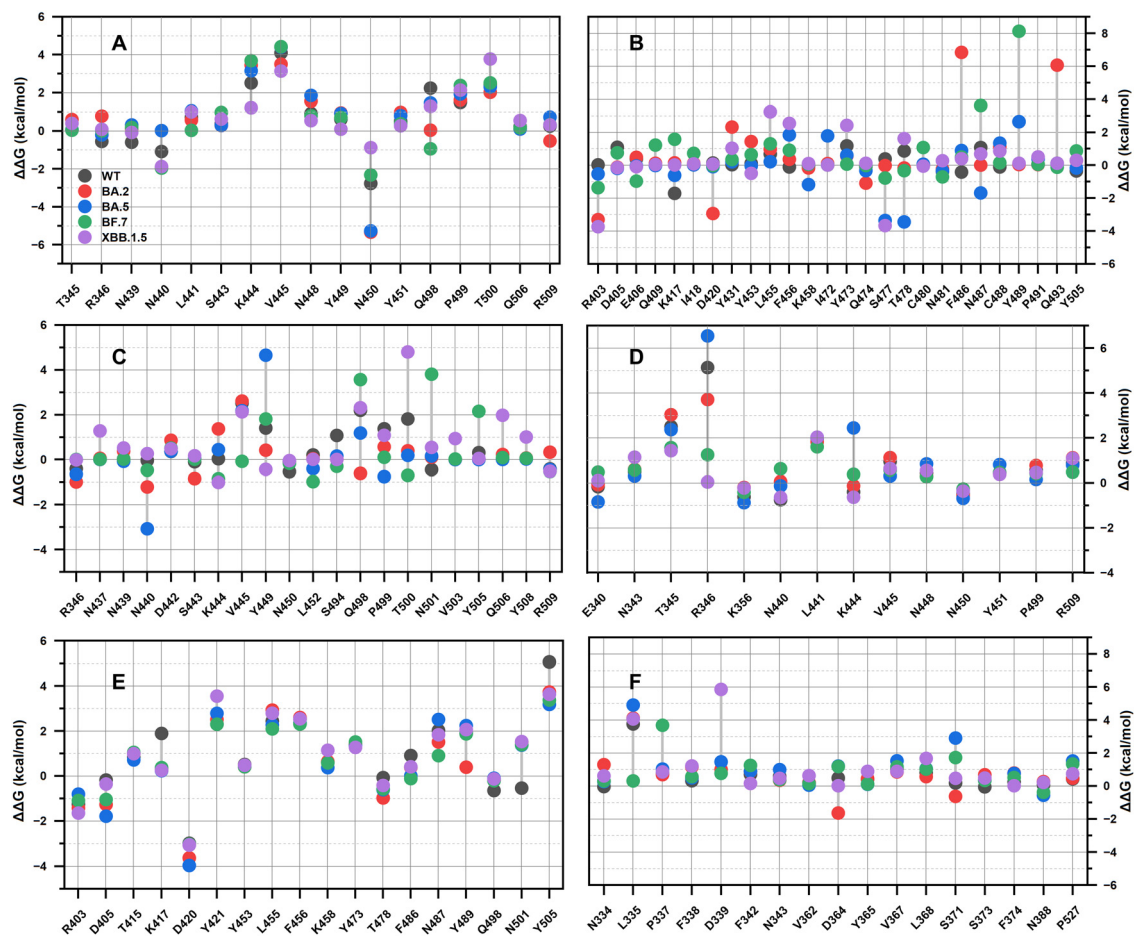 A
ΔΔG (kcal/mol)
6
4
2
0
−2
−4
−6
WT
BA.2
BA.5
BF.7
XBB.1.5
T345 R346 N439 N440 L441 S443 K444 V445 N448 Y449 N450 Y451 Q498 P499 T500 Q506 R509
B
ΔΔG (kcal/mol)
8
6
4
2
0
−2
−4
−6
R403 D405 E406 Q409 K417 I418 D420 Y431 Y453 L455 F456 K458 I472 Y473 Q474 S477 T478 C480 N481 F486 N487 C488 Y489 P491 Q493 Y505
C
ΔΔG (kcal/mol)
6
4
2
0
−2
−4
R346 N437 N439 N440 D442 S443 K444 V445 Y449 N450 L452 S494 Q498 P499 T500 N501 V503 Y505 Q506 Y508 R509
D
ΔΔG (kcal/mol)
6
4
2
0
−2
−4
E340 N343 T345 R346 K356 N440 L441 K444 V445 N448 N450 Y451 P499 R509
E
ΔΔG (kcal/mol)
6
4
2
0
−2
−4
R403 D405 T415 K417 D420 Y421 Y453 L455 F456 K458 Y473 T478 F486 N487 Y489 Q498 N501 Y505
F
ΔΔG (kcal/mol)
8
6
4
2
0
−2
−4
−6
N334 L335 P337 F338 D339 F342 N343 V362 D364 Y365 V367 L368 S371 S373 F374 N388 P527